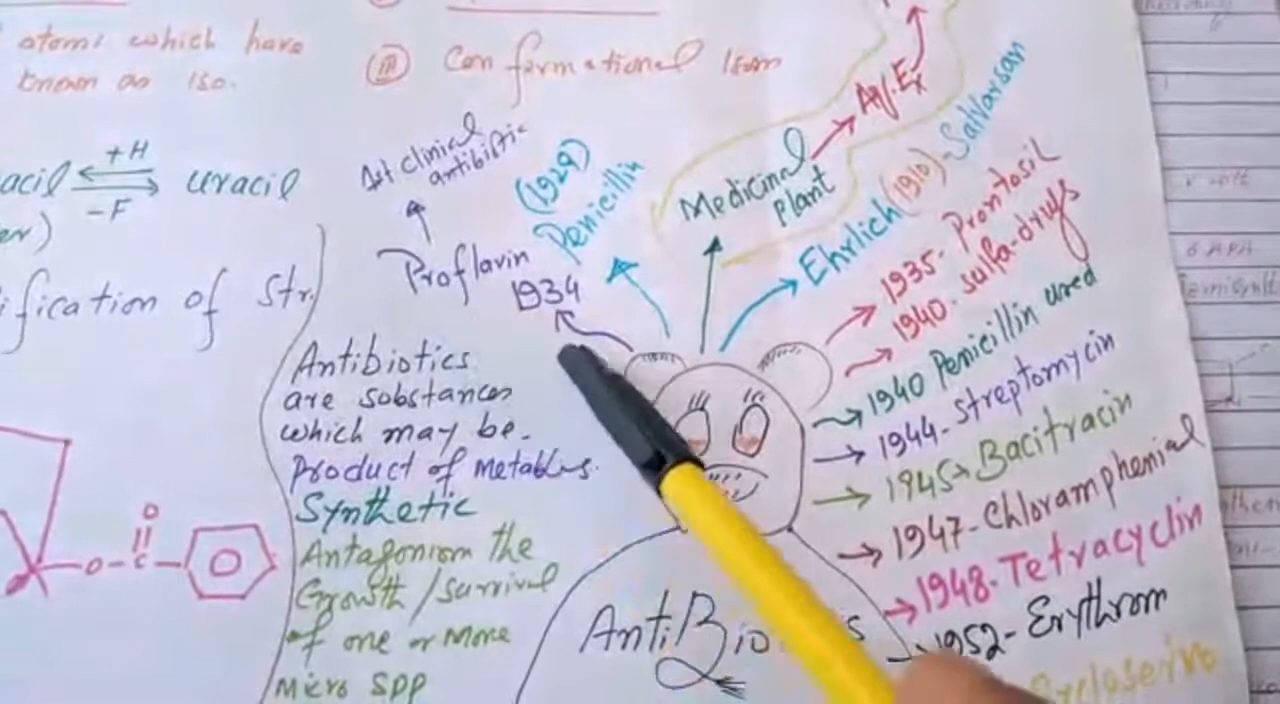 atoms which have
known as iso.
(III) Conformational Isom
acil +H -F uracil
er)
ification of Str.
1st clinical
antibiotic
Proflavin
1934
(1929)
Penicillin
Medicinal
Plant
Ehrlich (1910)-Salvarsan
1935- Prontosil
1940- sulfa-drugs
1940 Penicillin used
1944- Streptomycin
1945→ Bacitracin
1947- Chloramphenial
1948- Tetracyclin
1952- Erythrom
Antibiotics
are substances
which may be.
Product of metabls.
Synthetic
Antagonism the
Growth / survival
of one or more
Micro SPP
AntiBio s
o
-o-c-